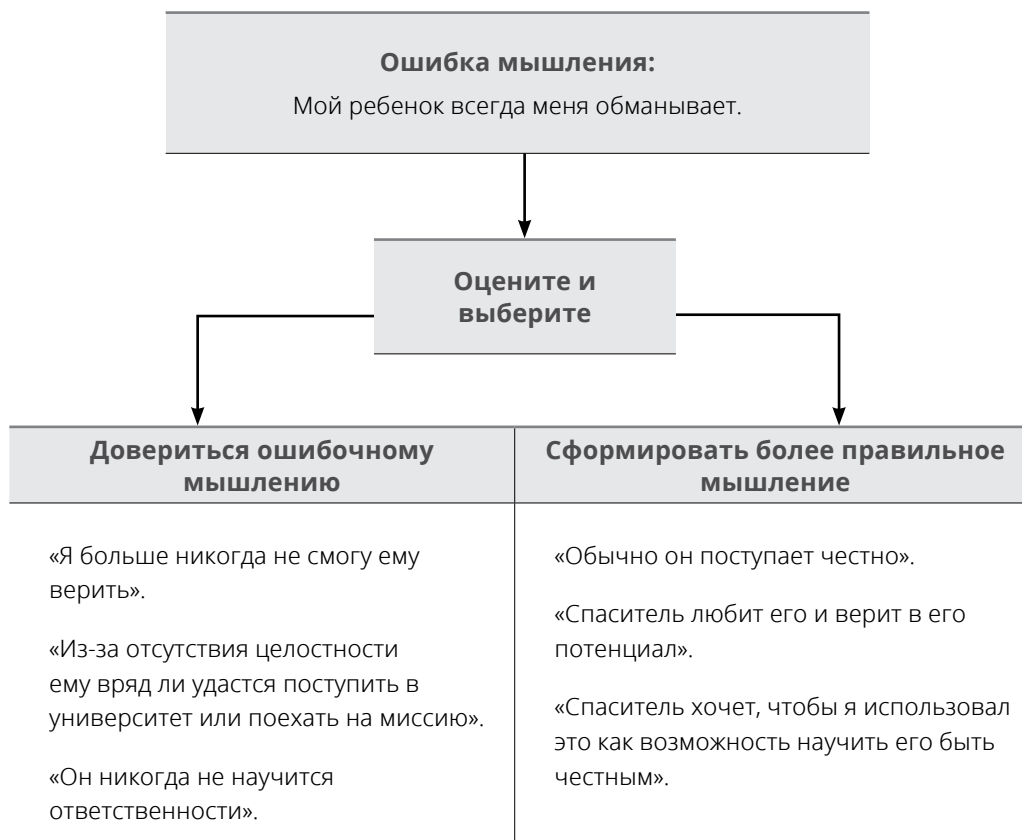 Ошибка мышления:
Мой ребенок всегда меня обманывает.
Оцените и
выберите
Довериться ошибочному
мышлению
«Я больше никогда не смогу ему
верить».
«Из-за отсутствия целостности
ему вряд ли удастся поступить в
университет или поехать на миссию».
«Он никогда не научится
ответственности».
Сформировать более правильное
мышление
«Обычно он поступает честно».
«Спаситель любит его и верит в его
потенциал».
«Спаситель хочет, чтобы я использовал
это как возможность научить его быть
честным».